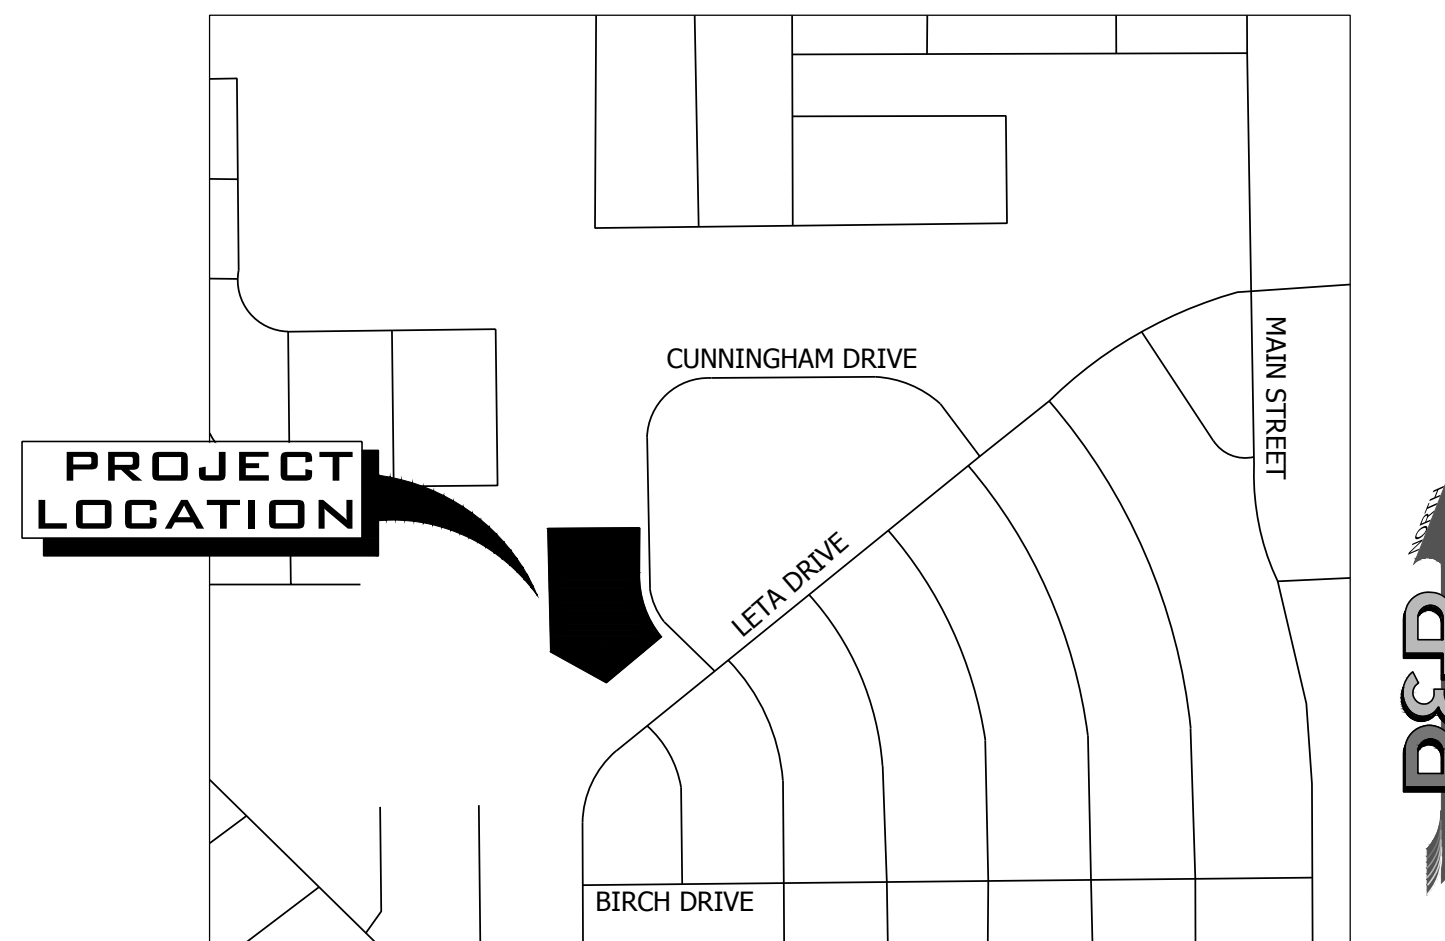 CUNNINGHAM DRIVE
MAIN STREET
PROJECT
LOCATION
LETA DRIVE
NORTH
BIRCH DRIVE